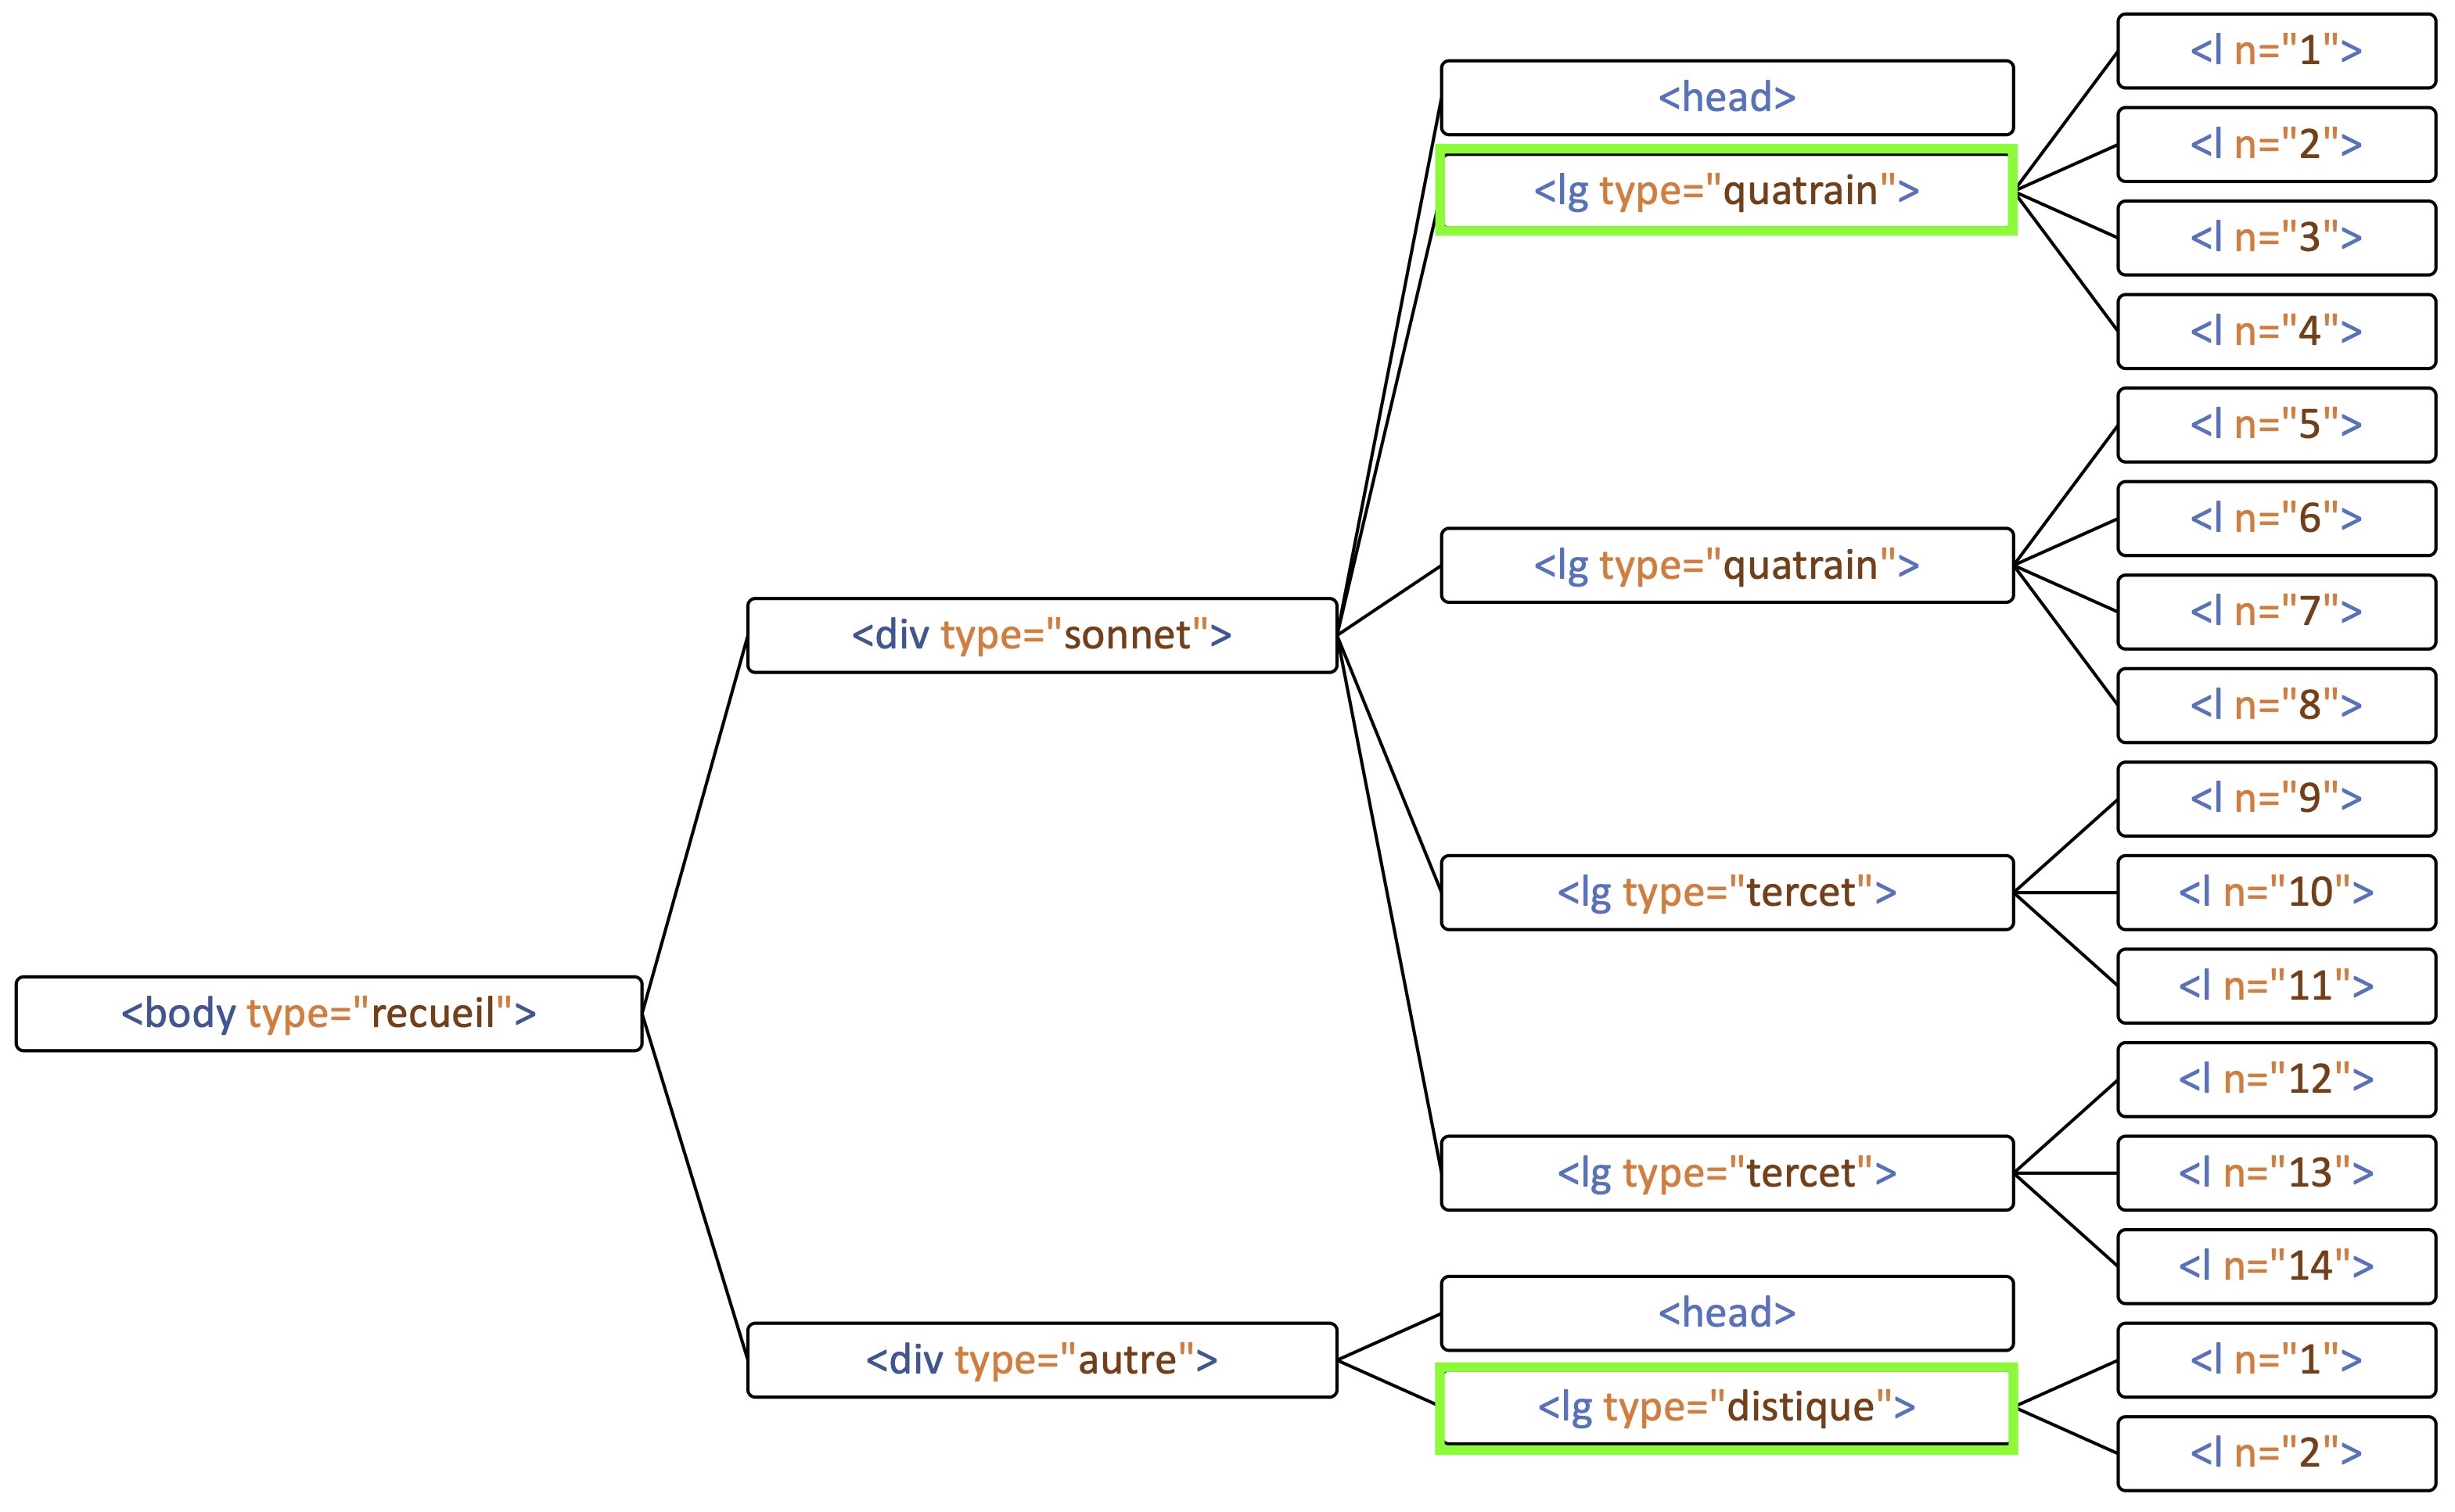 <body type="recueil">
<div type="sonnet">
<head>
<lg type="quatrain">
<l n="1">
<l n="2">
<l n="3">
<l n="4">
<lg type="quatrain">
<l n="5">
<l n="6">
<l n="7">
<l n="8">
<lg type="tercet">
<l n="9">
<l n="10">
<l n="11">
<lg type="tercet">
<l n="12">
<l n="13">
<l n="14">
<div type="autre">
<head>
<lg type="distique">
<l n="1">
<l n="2">